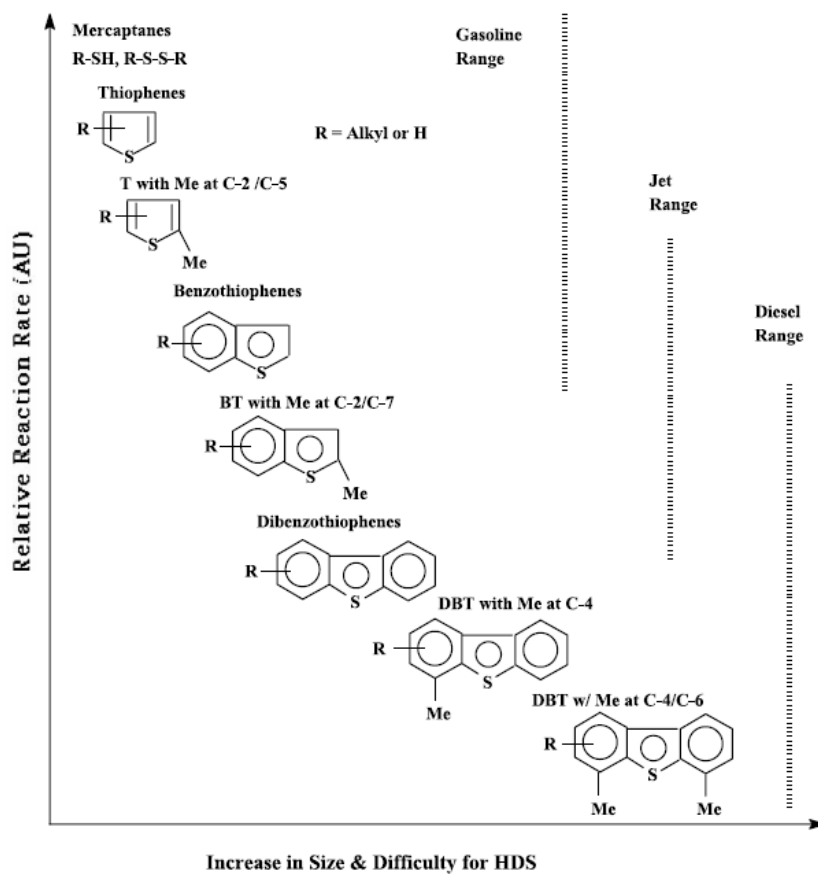 Mercaptanes
R-SH, R-S-S-R
Gasoline
Range
Thiophenes
R
S
R = Alkyl or H
T with Me at C-2 /C-5
R
S
Me
Jet
Range
Benzothiophenes
R
S
Diesel
Range
BT with Me at C-2/C-7
R
S
Me
Dibenzothiophenes
R
S
DBT with Me at C-4
R
S
Me
DBT w/ Me at C-4/C-6
R
S
Me
Me
Relative Reaction Rate (AU)
Increase in Size & Difficulty for HDS